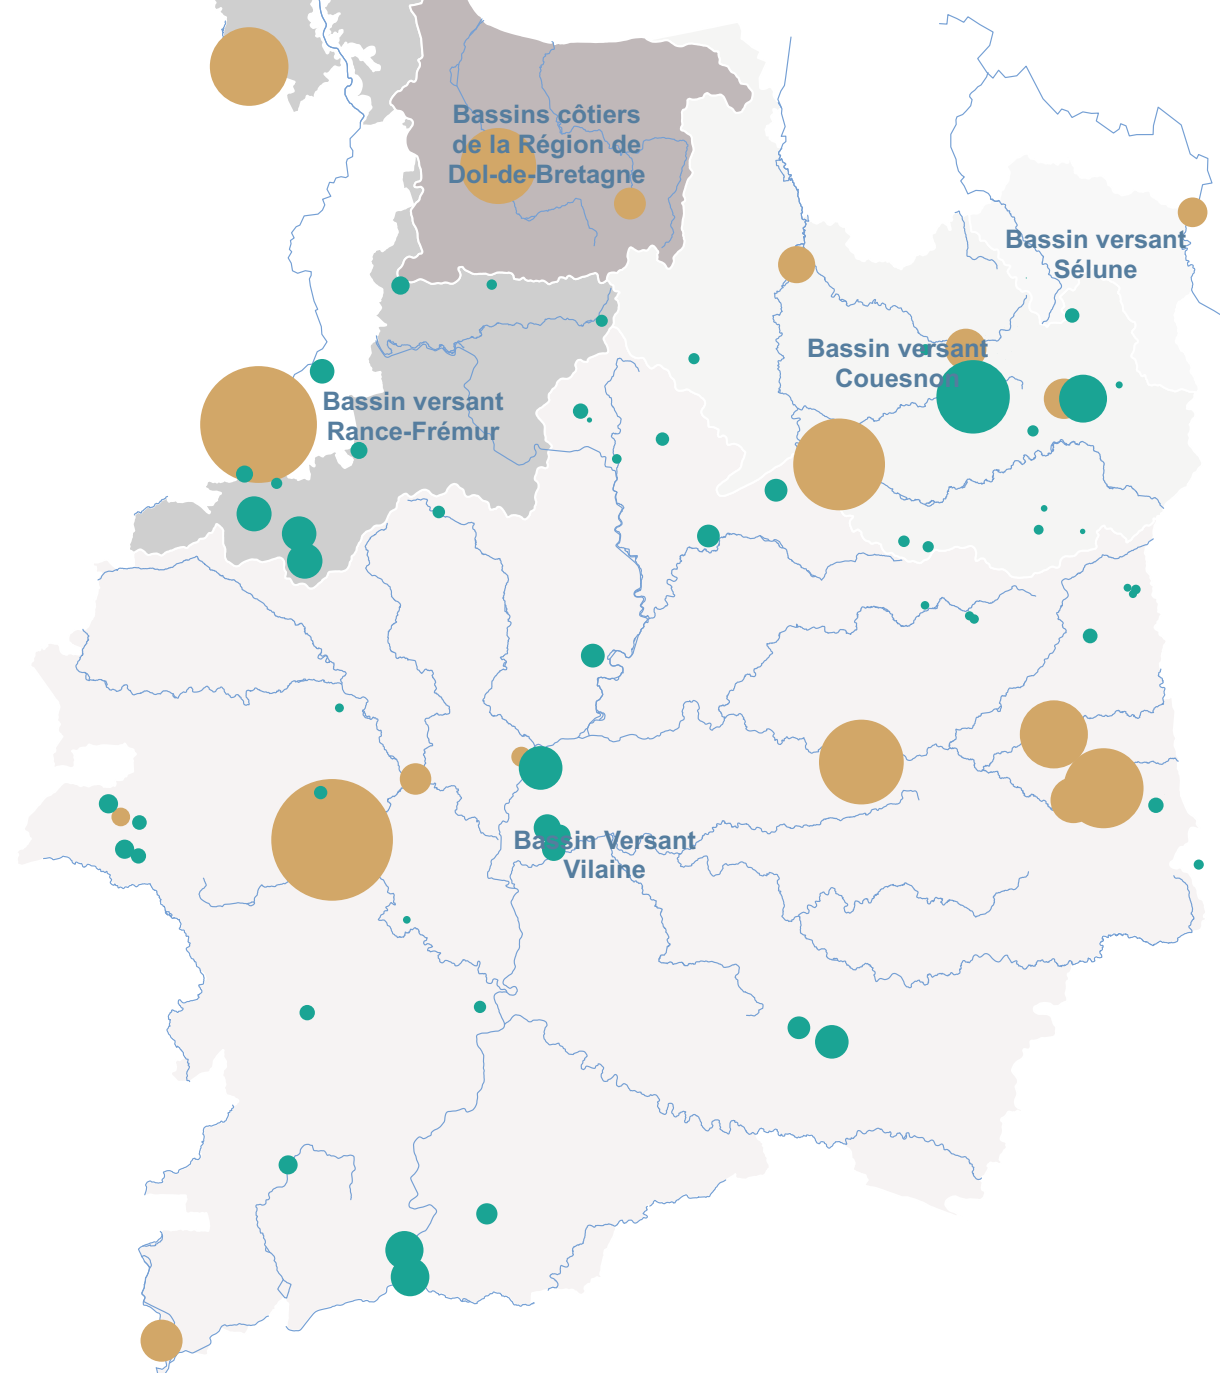 Bassins côtiers
de la Région de
Dol-de-Bretagne
Bassin versant
Sélune
Bassin versant
Couesnon
Bassin versant
Rance-Frémur
Bassin Versant
Vilaine